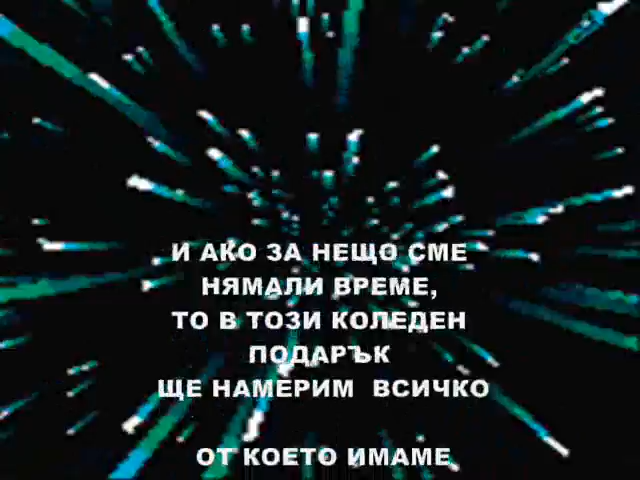 И АКО ЗА НЕЩО СМЕ
НЯМАЛИ ВРЕМЕ,
ТО В ТОЗИ КОЛЕДЕН
ПОДАРЪК
ЩЕ НАМЕРИМ ВСИЧКО
ОТ КОЕТО ИМАМЕ